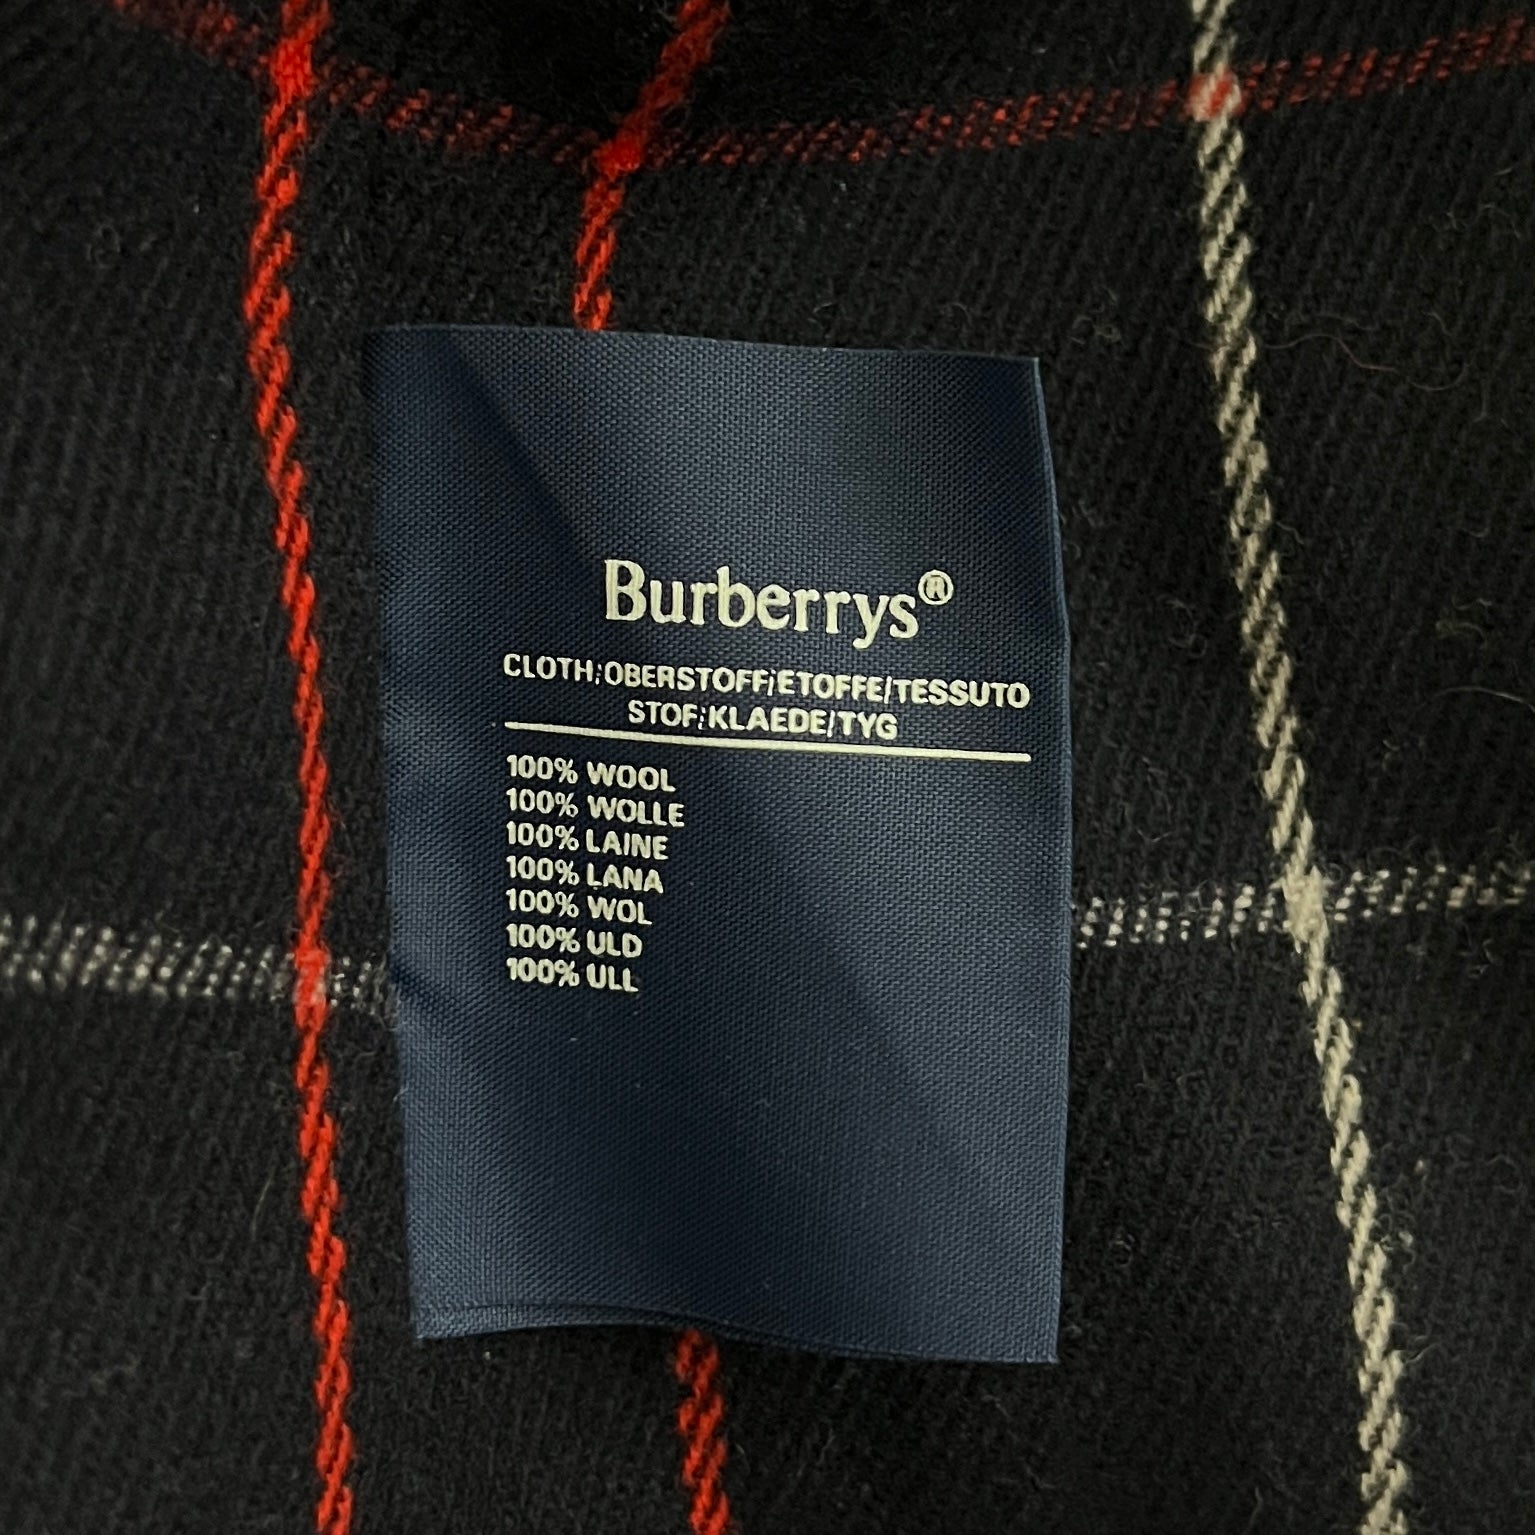 Burberrys®
CLOTH/OBERSTOFF/ETOFFE/TESSUTO
STOF/KLAEDE/TYG
100% WOOL
100% WOLLE
100% LAINE
100% LANA
100% WOL
100% ULD
100% ULL